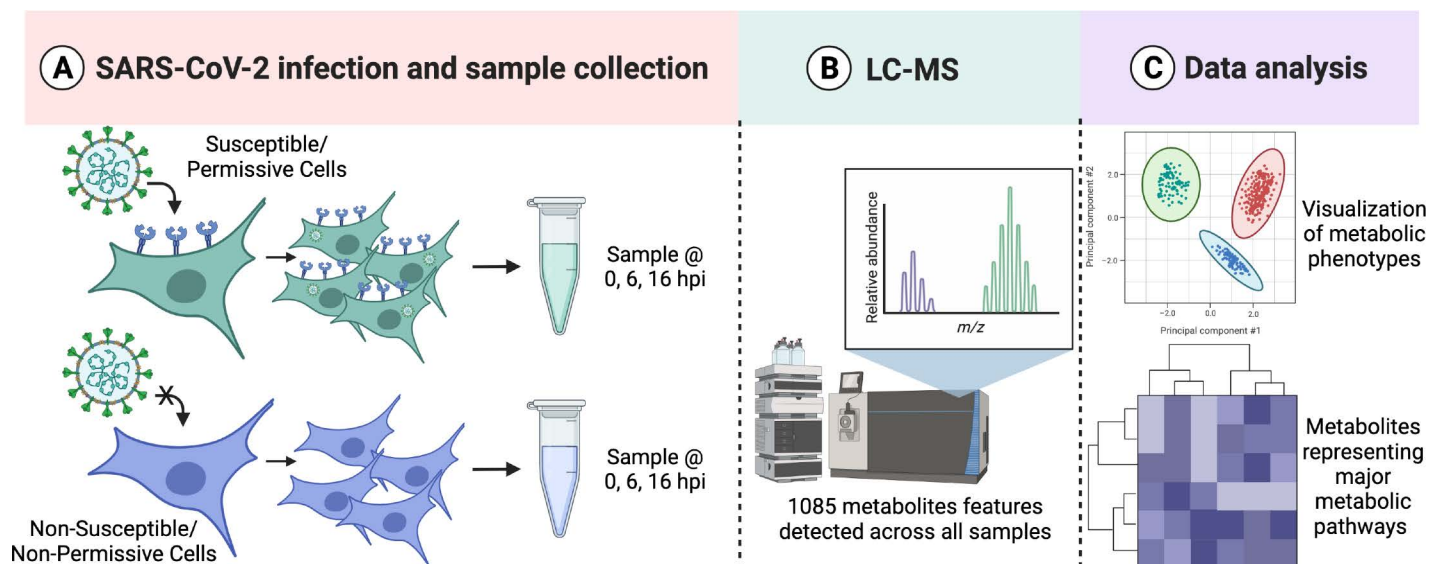 A SARS-CoV-2 infection and sample collection
B LC-MS
C Data analysis
Susceptible/
Permissive Cells
Sample @
0, 6, 16 hpi
Non-Susceptible/
Non-Permissive Cells
Sample @
0, 6, 16 hpi
Relative abundance
m/z
1085 metabolites features
detected across all samples
Principal component #2
2.0
0.0
−2.0
−2.0 0.0 2.0
Principal component #1
Visualization
of metabolic
phenotypes
Metabolites
representing
major
metabolic
pathways